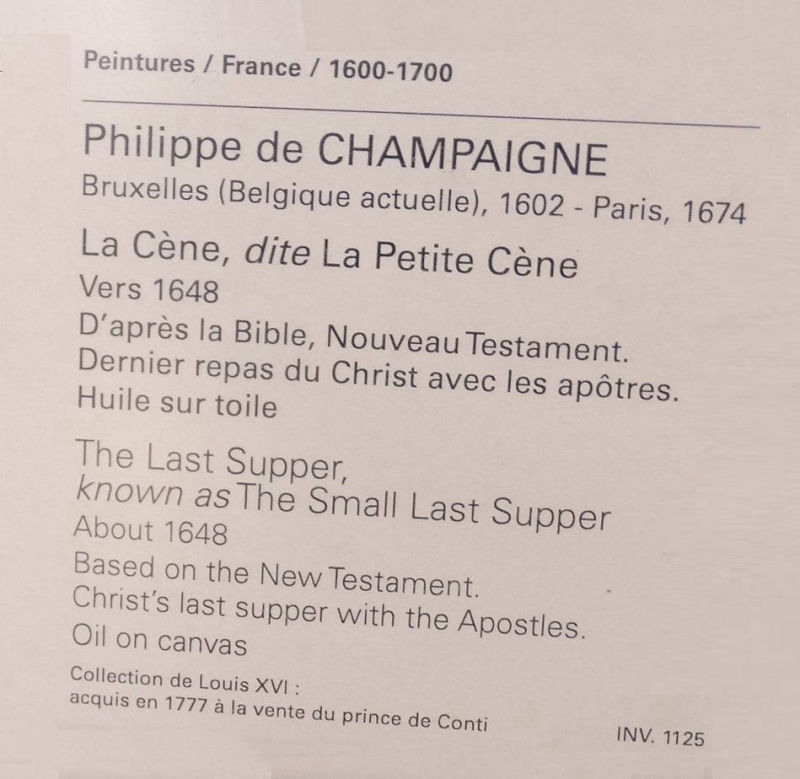 Peintures / France / 1600-1700
Philippe de CHAMPAIGNE
Bruxelles (Belgique actuelle), 1602 - Paris, 1674
La Cène, dite La Petite Cène
Vers 1648
D'après la Bible, Nouveau Testament.
Dernier repas du Christ avec les apôtres.
Huile sur toile
The Last Supper,
known as The Small Last Supper
About 1648
Based on the New Testament.
Christ's last supper with the Apostles.
Oil on canvas
Collection de Louis XVI :
acquis en 1777 à la vente du prince de Conti
INV. 1125